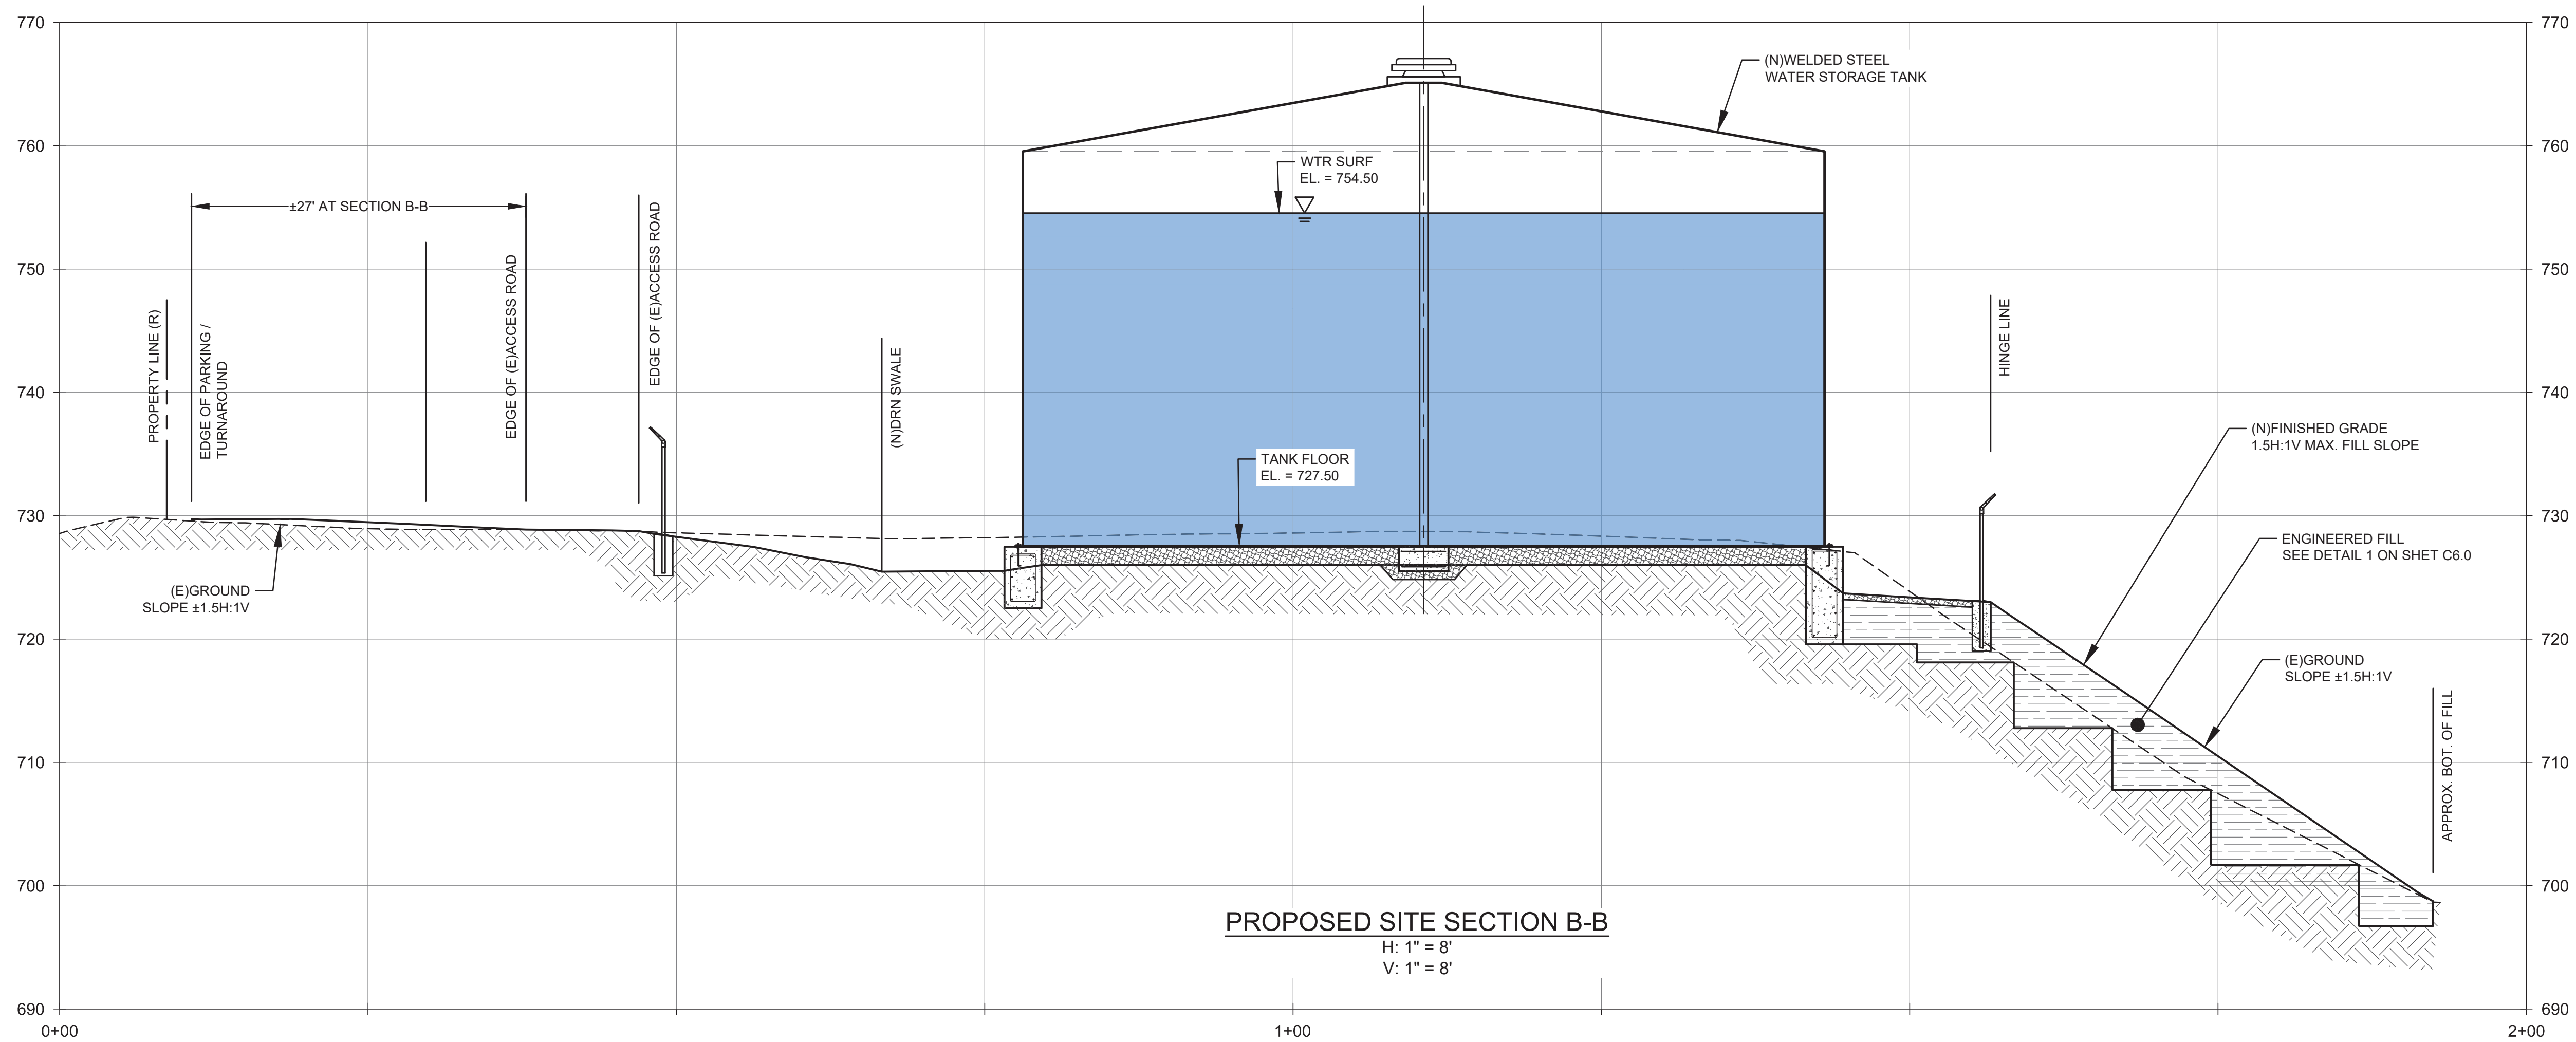 770
770
(N)WELDED STEEL
WATER STORAGE TANK
760
760
WTR SURF
EL. = 754.50
±27' AT SECTION B-B
PROPERTY LINE (R)
EDGE OF PARKING /
TURNAROUND
EDGE OF (E)ACCESS ROAD
EDGE OF (E)ACCESS ROAD
(N)DRN SWALE
HINGE LINE
750
750
740
740
(N)FINISHED GRADE
1.5H:1V MAX. FILL SLOPE
TANK FLOOR
EL. = 727.50
730
730
ENGINEERED FILL
SEE DETAIL 1 ON SHET C6.0
(E)GROUND
SLOPE ±1.5H:1V
720
720
(E)GROUND
SLOPE ±1.5H:1V
APPROX. BOT. OF FILL
710
710
700
700
PROPOSED SITE SECTION B-B
H: 1" = 8'
V: 1" = 8'
690
690
0+00
1+00
2+00